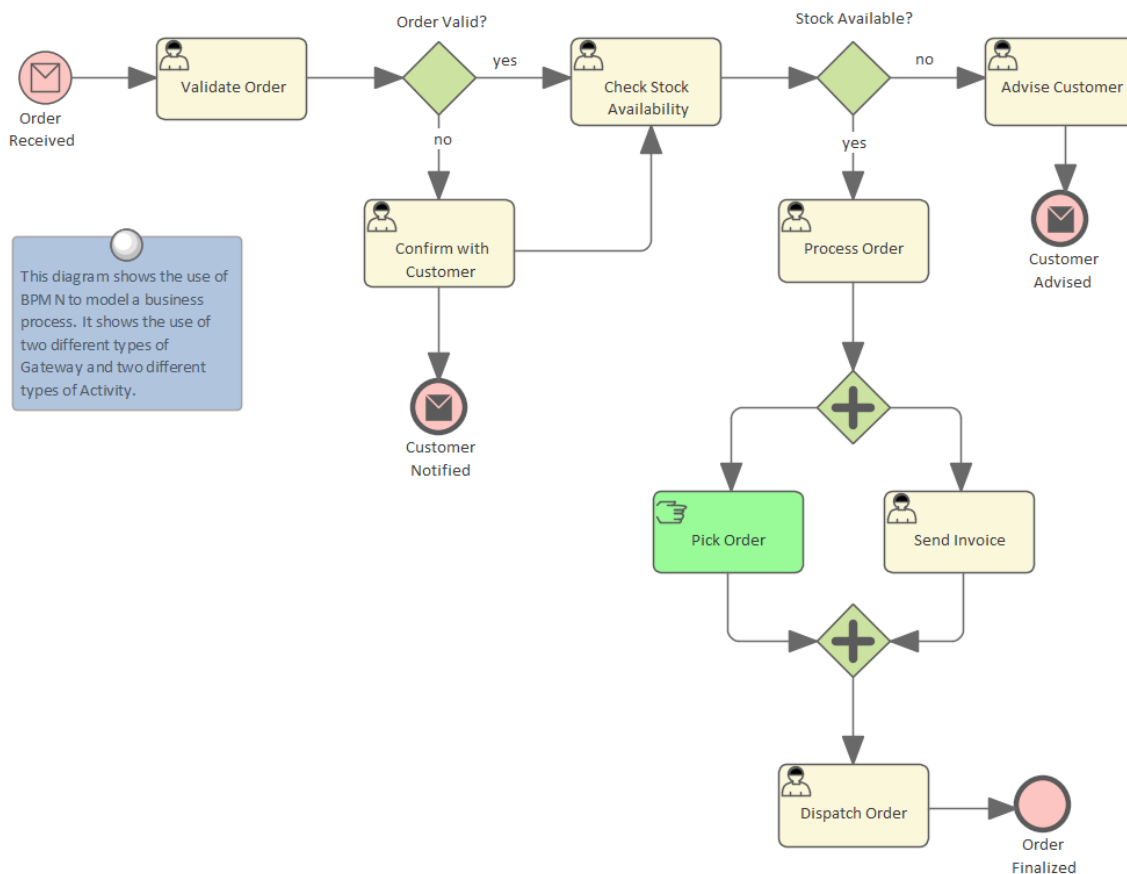 Order Valid?
Stock Available?
yes
no
Validate Order
Check Stock
Availability
Advise Customer
Order
Received
no
yes
Confirm with
Customer
Process Order
Customer
Advised
This diagram shows the use of
BPMN to model a business
process. It shows the use of
two different types of
Gateway and two different
types of Activity.
Customer
Notified
Pick Order
Send Invoice
Dispatch Order
Order
Finalized